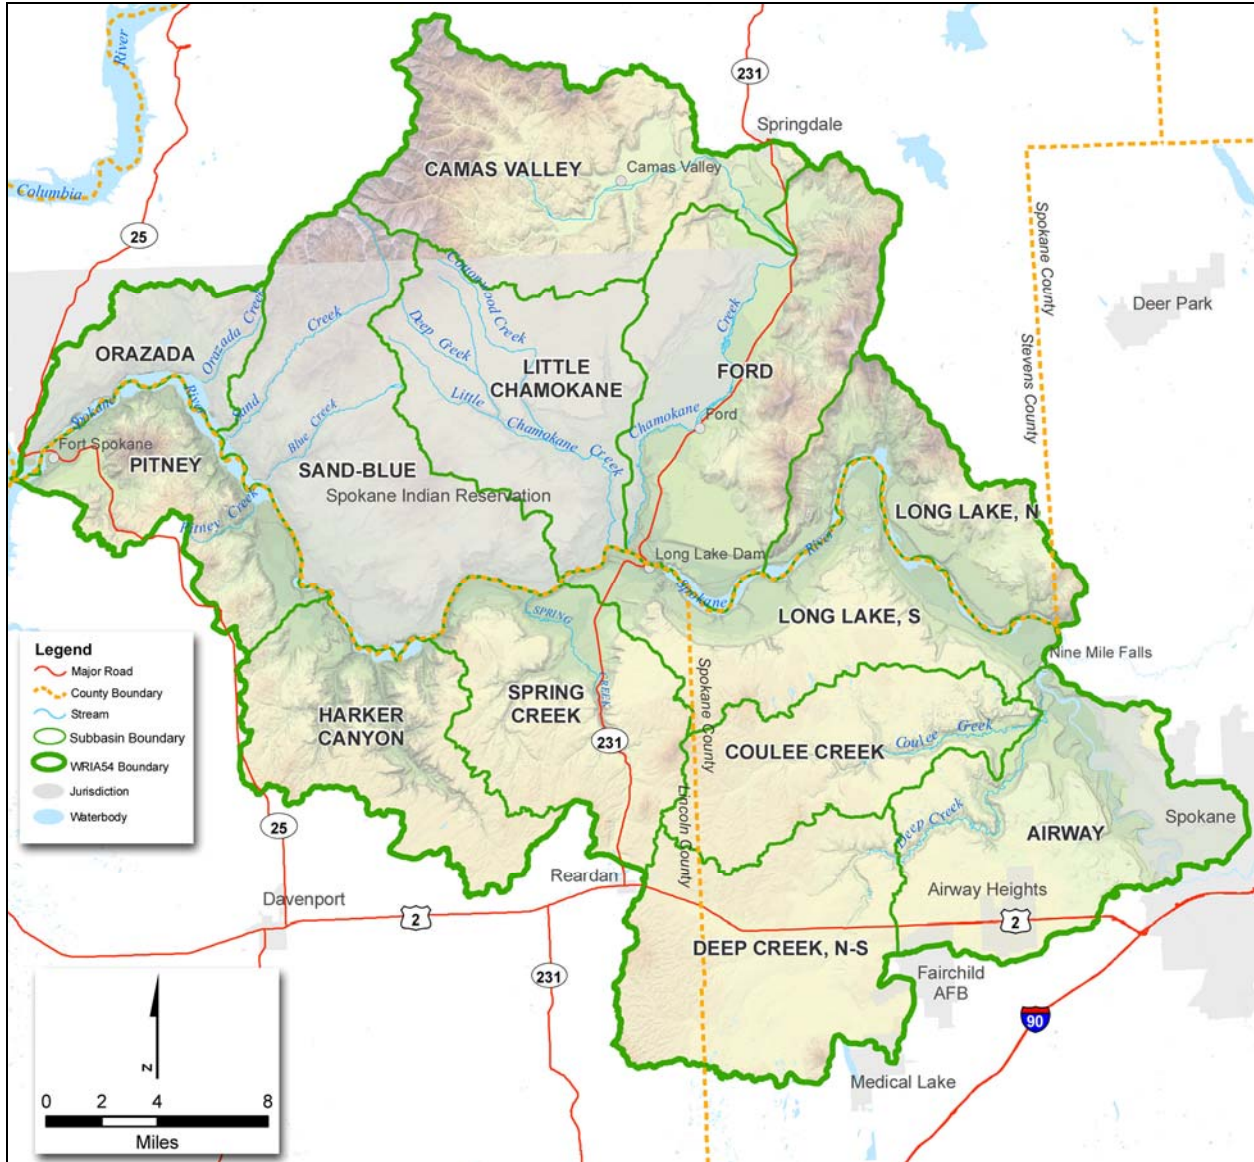 231
Springdale
River
CAMAS VALLEY
Camas Valley
Columbia
25
Spokane County
Stevens County
Deer Park
Cottonwood Creek
Orazada Creek
ORAZADA
Deep Creek
LITTLE
CHAMOKANE
Creek
FORD
Sand
Creek
Spokane
River
Little
Chamokane
Creek
Chamokane
Ford
Blue Creek
Fort Spokane
PITNEY
SAND-BLUE
Spokane Indian Reservation
Pitney Creek
LONG LAKE, N
River
Long Lake Dam
Spokane
LONG LAKE, S
SPRING
CREEK
Nine Mile Falls
Legend
Major Road
County Boundary
Stream
Subbasin Boundary
WRIA54 Boundary
Jurisdiction
Waterbody
HARKER
CANYON
SPRING
CREEK
231
Spokane County
Lincoln County
COULEE CREEK
Coulee Creek
Deep Creek
AIRWAY
Spokane
25
Reardan
Airway Heights
Davenport
2
2
DEEP CREEK, N-S
231
Fairchild
AFB
90
Medical Lake
N
0 2 4 8
Miles